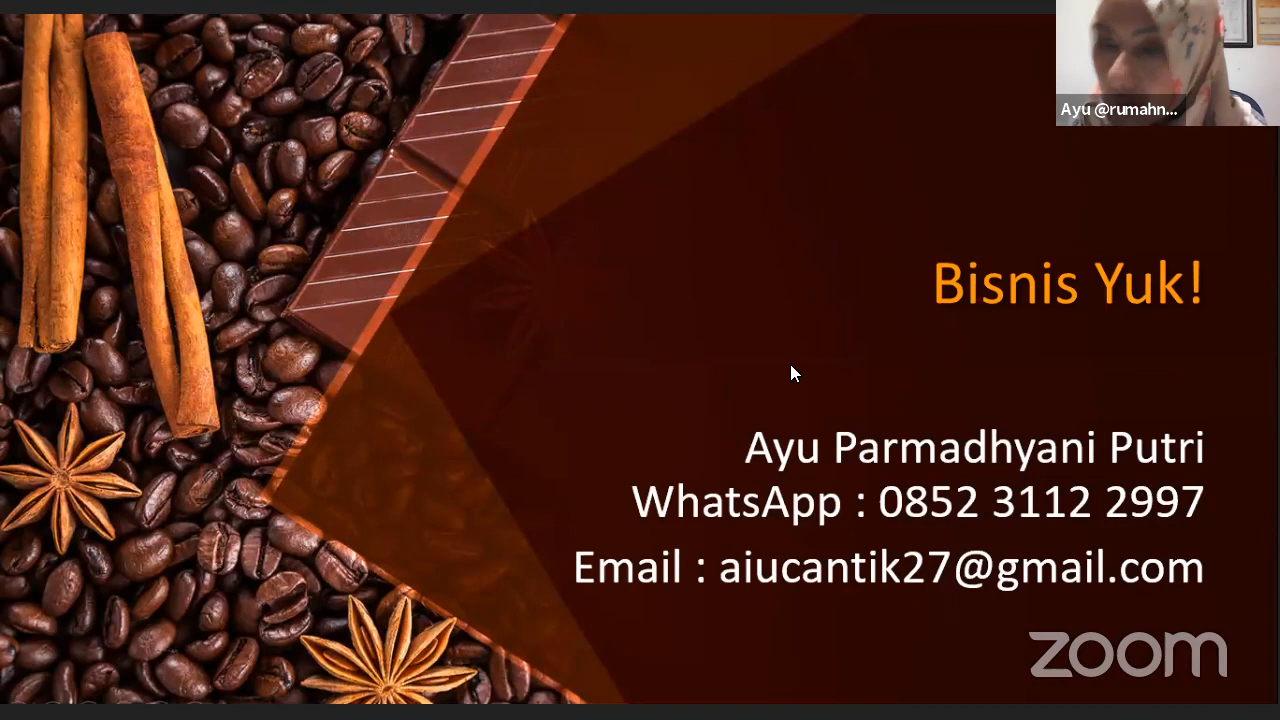 Ayu @rumahn...
Bisnis Yuk!
Ayu Parmadhyani Putri
WhatsApp : 0852 3112 2997
Email : aiucantik27@gmail.com
zoom